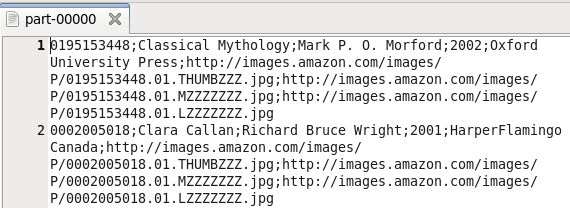 part-00000
1 0195153448;Classical Mythology;Mark P. O. Morford;2002;Oxford
University Press;http://images.amazon.com/images/
P/0195153448.01.THUMBZZZ.jpg;http://images.amazon.com/images/
P/0195153448.01.MZZZZZZZ.jpg;http://images.amazon.com/images/
P/0195153448.01.LZZZZZZZ.jpg
2 0002005018;Clara Callan;Richard Bruce Wright;2001;HarperFlamingo
Canada;http://images.amazon.com/images/
P/0002005018.01.THUMBZZZ.jpg;http://images.amazon.com/images/
P/0002005018.01.MZZZZZZZ.jpg;http://images.amazon.com/images/
P/0002005018.01.LZZZZZZZ.jpg